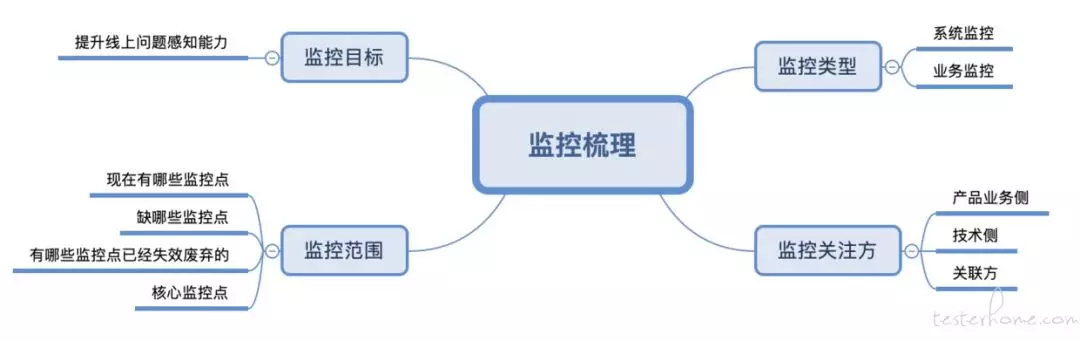 监控梳理
监控目标
提升线上问题感知能力
监控范围
现在有哪些监控点
缺哪些监控点
有哪些监控点已经失效废弃的
核心监控点
监控类型
系统监控
业务监控
监控关注方
产品业务侧
技术侧
关联方
testerhome.com